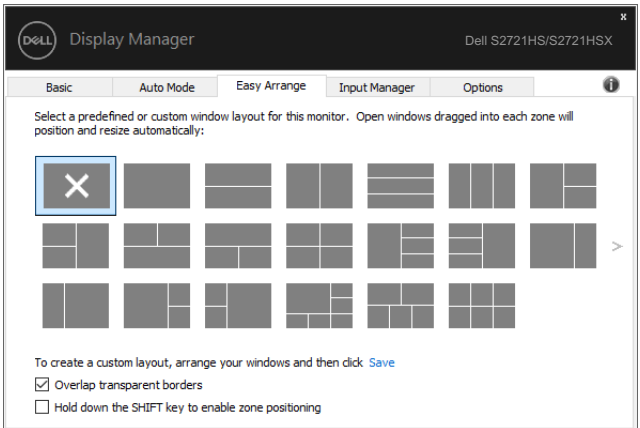 x
DELL Display Manager Dell S2721HS/S2721HSX
Basic Auto Mode Easy Arrange Input Manager Options i
Select a predefined or custom window layout for this monitor. Open windows dragged into each zone will
position and resize automatically:
>
To create a custom layout, arrange your windows and then click Save
Overlap transparent borders
Hold down the SHIFT key to enable zone positioning